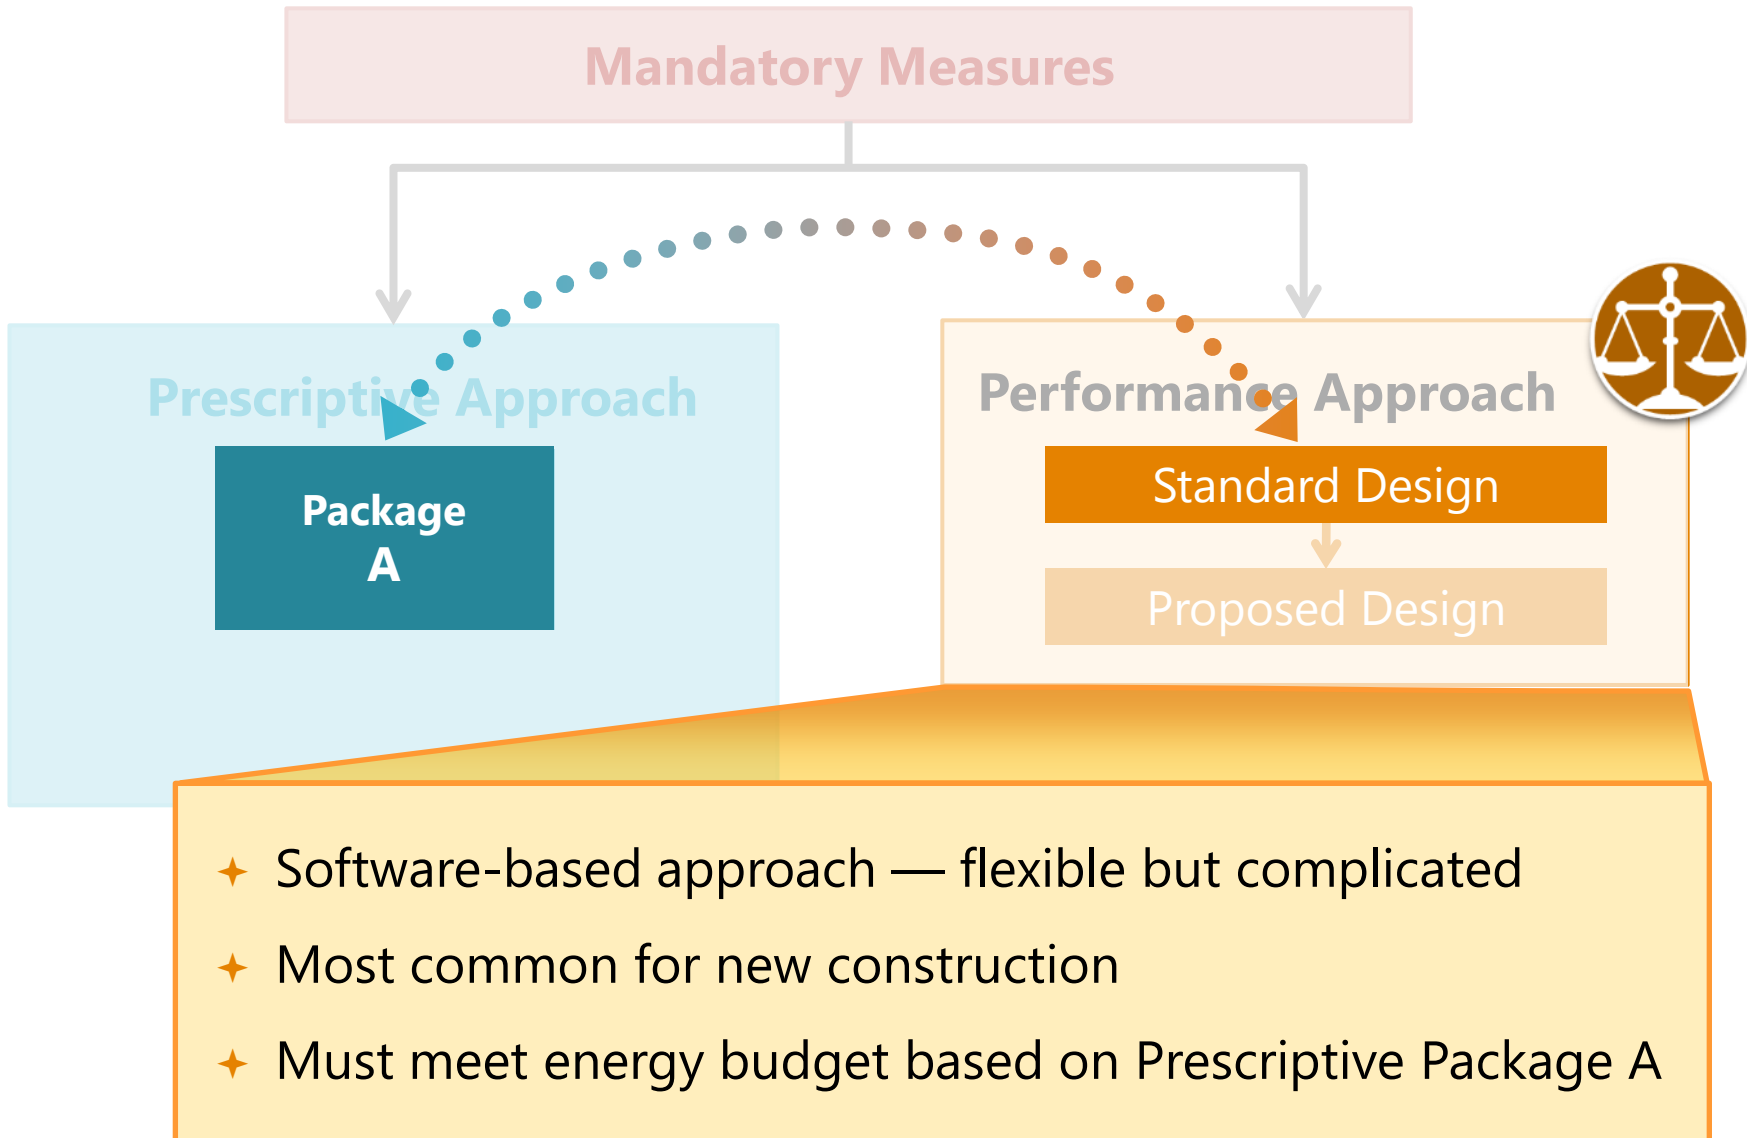 Mandatory Measures
Prescriptive Approach
Package
A
Performance Approach
Standard Design
Proposed Design
Software-based approach — flexible but complicated
Most common for new construction
Must meet energy budget based on Prescriptive Package A